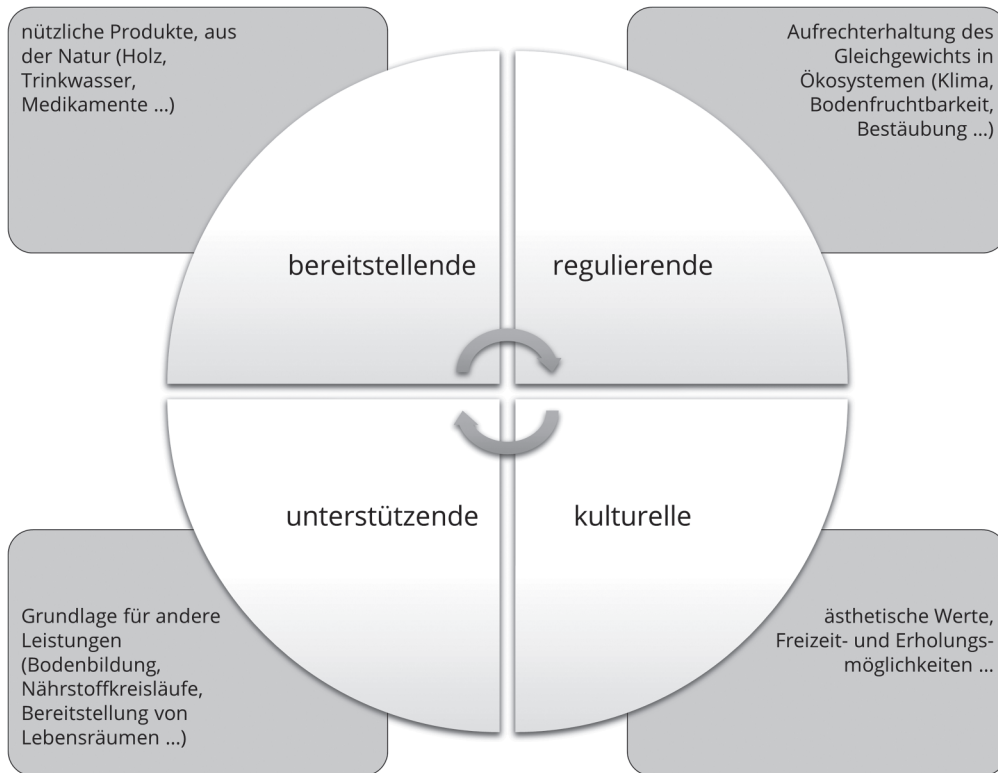 nützliche Produkte, aus
der Natur (Holz,
Trinkwasser,
Medikamente ...)
Aufrechterhaltung des
Gleichgewichts in
Ökosystemen (Klima,
Bodenfruchtbarkeit,
Bestäubung ...)
bereitstellende
regulierende
unterstützende
kulturelle
Grundlage für andere
Leistungen
(Bodenbildung,
Nährstoffkreisläufe,
Bereitstellung von
Lebensräumen ...)
ästhetische Werte,
Freizeit- und Erholungs-
möglichkeiten ...